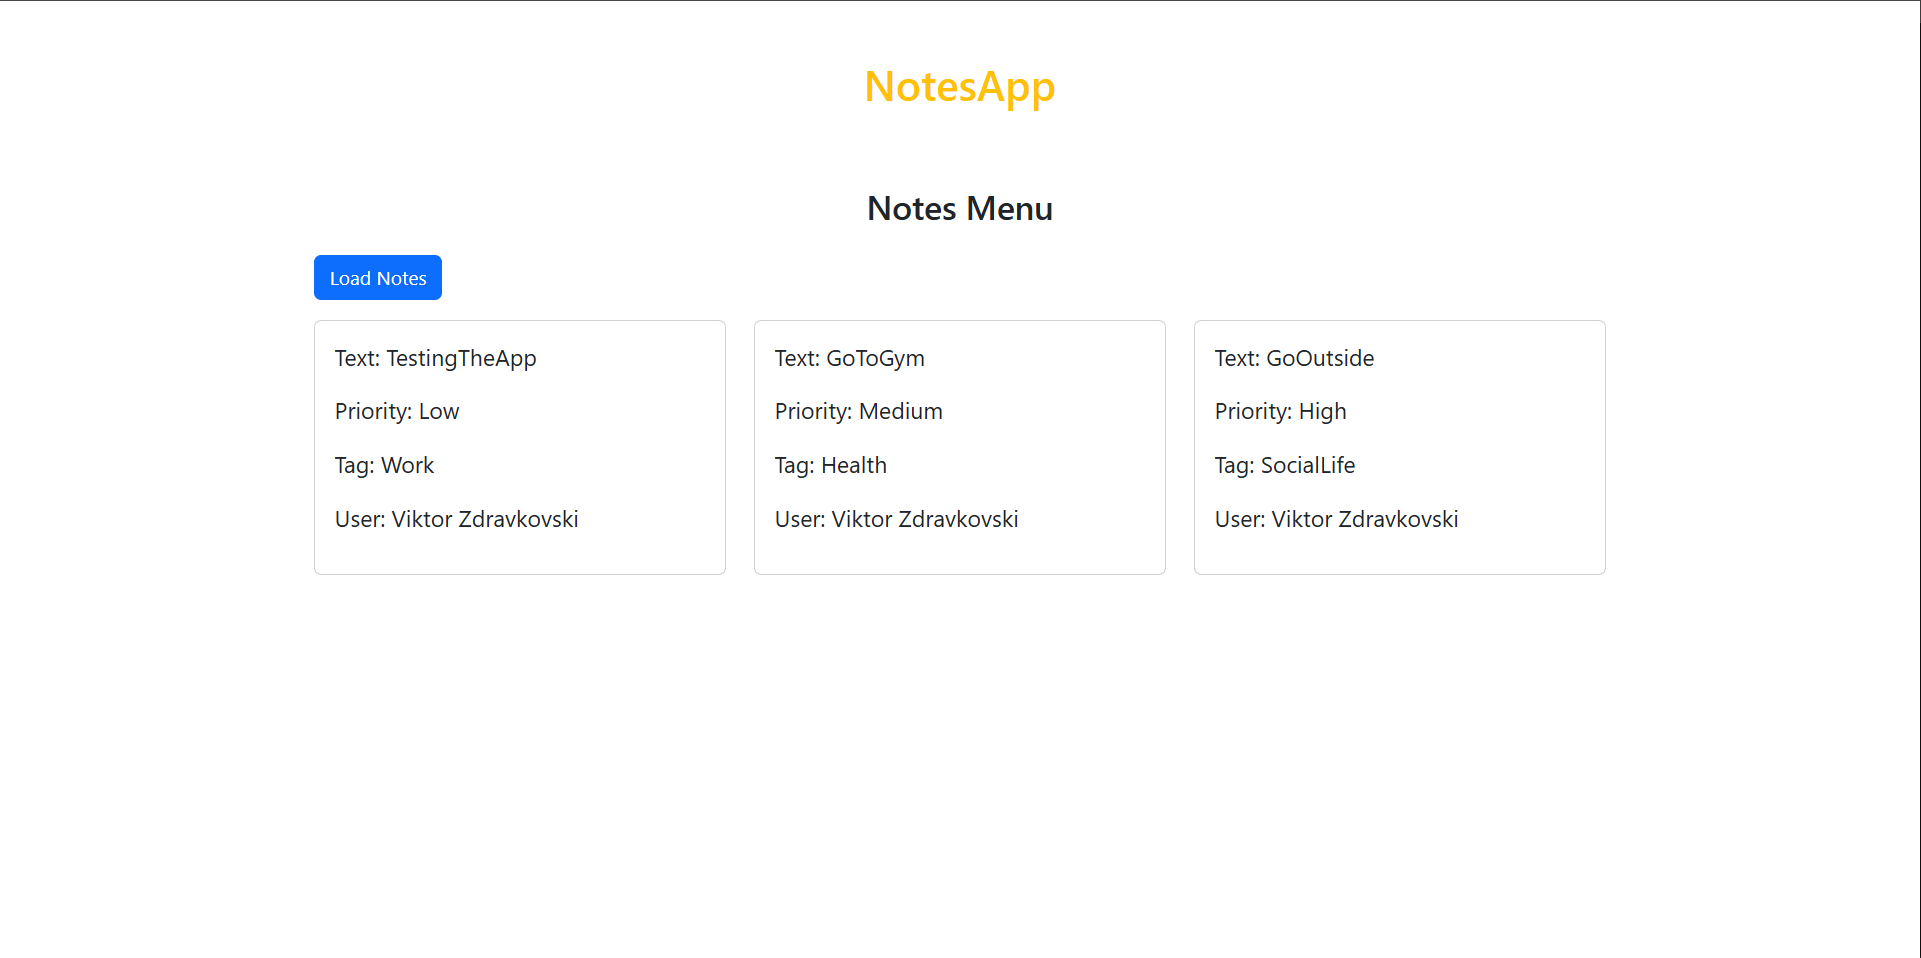 NotesApp
Notes Menu
Load Notes
Text: TestingTheApp
Priority: Low
Tag: Work
User: Viktor Zdravkovski
Text: GoToGym
Priority: Medium
Tag: Health
User: Viktor Zdravkovski
Text: GoOutside
Priority: High
Tag: SocialLife
User: Viktor Zdravkovski